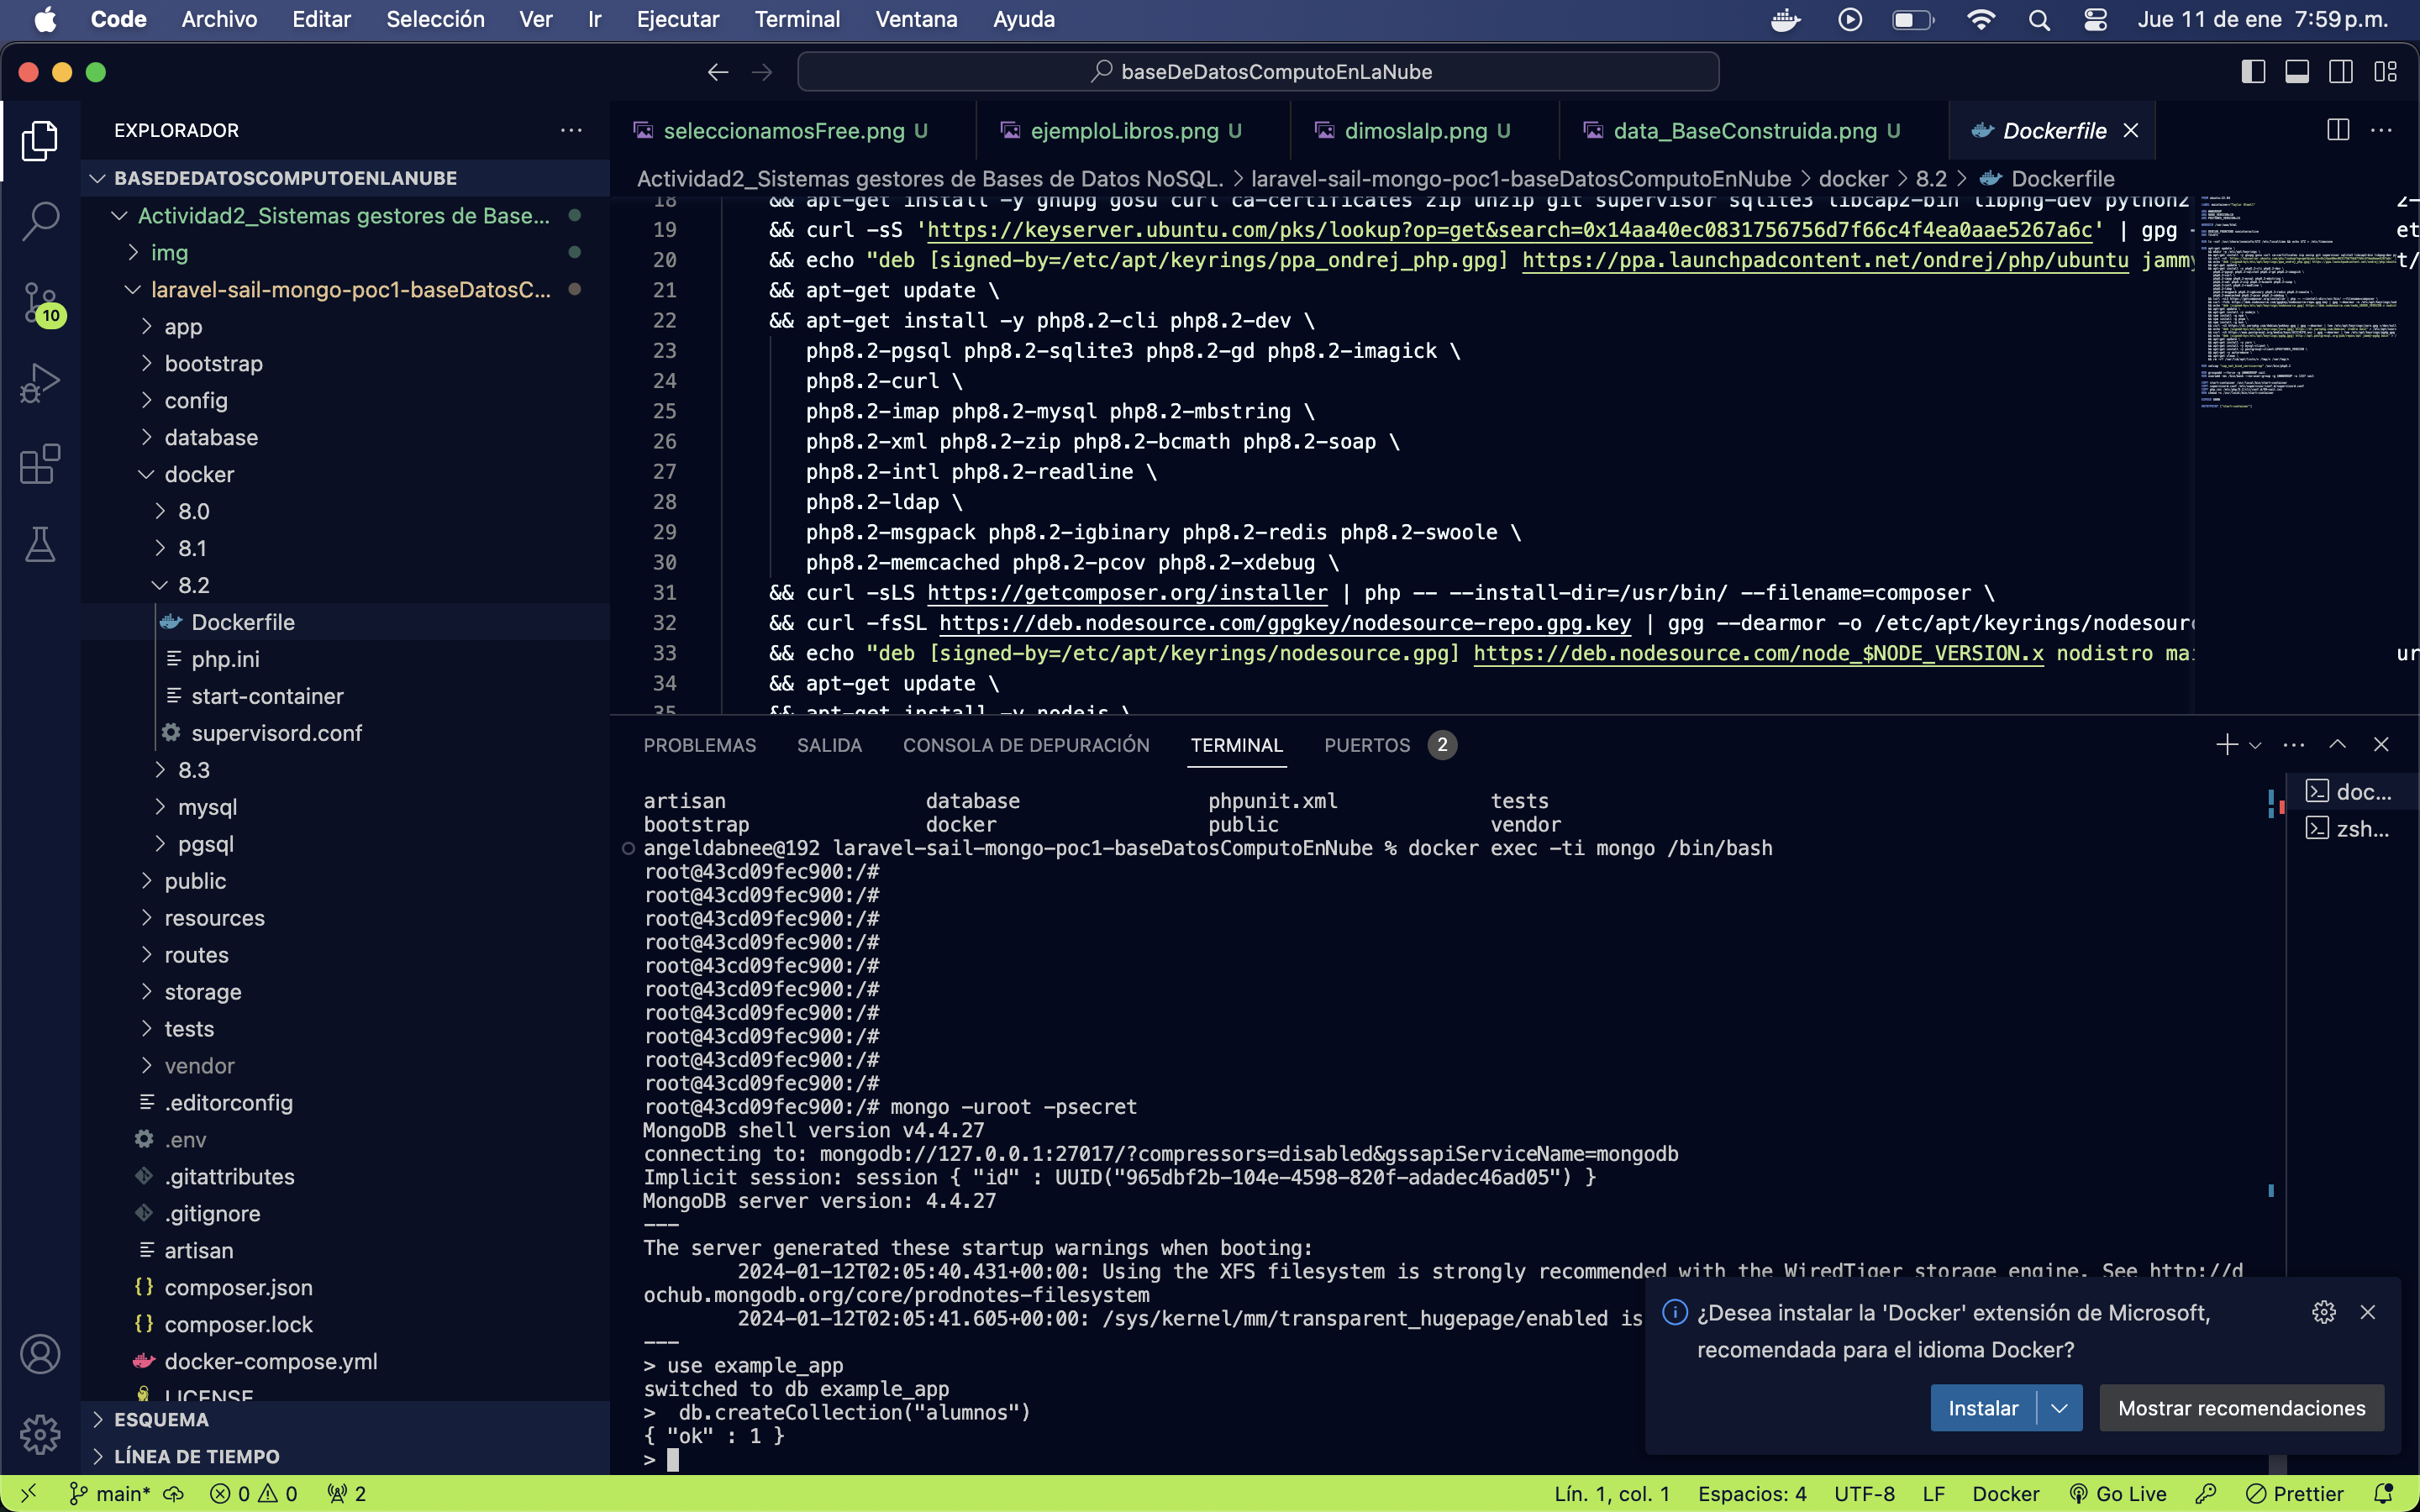 Code Archivo Editar Selección Ver Ir Ejecutar Terminal Ventana Ayuda
Jue 11 de ene 7:59 p.m.
baseDeDatosComputoEnLaNube
EXPLORADOR
BASEDEDATOSCOMPUTOENLANUBE
Actividad2_Sistemas gestores de Base...
img
laravel-sail-mongo-poc1-baseDatosC...
app
bootstrap
config
database
docker
8.0
8.1
8.2
Dockerfile
php.ini
start-container
supervisord.conf
8.3
mysql
pgsql
public
resources
routes
storage
tests
vendor
.editorconfig
.env
.gitattributes
.gitignore
artisan
composer.json
composer.lock
docker-compose.yml
LICENSE
ESQUEMA
LÍNEA DE TIEMPO
10
seleccionamosFree.png U ejemploLibros.png U dimoslaIp.png U data_BaseConstruida.png U Dockerfile
Actividad2_Sistemas gestores de Bases de Datos NoSQL. > laravel-sail-mongo-poc1-baseDatosComputoEnNube > docker > 8.2 > Dockerfile
18 && apt-get install -y gnupg gosu curl ca-certificates zip unzip git supervisor sqlite3 libcap2-bin libpng-dev python2
19 && curl -sS 'https://keyserver.ubuntu.com/pks/lookup?op=get&search=0x14aa40ec0831756756d7f66c4f4ea0aae5267a6c' | gpg
20 && echo "deb [signed-by=/etc/apt/keyrings/ppa_ondrej_php.gpg] https://ppa.launchpadcontent.net/ondrej/php/ubuntu jammy
21 && apt-get update \
22 && apt-get install -y php8.2-cli php8.2-dev \
23 php8.2-pgsql php8.2-sqlite3 php8.2-gd php8.2-imagick \
24 php8.2-curl \
25 php8.2-imap php8.2-mysql php8.2-mbstring \
26 php8.2-xml php8.2-zip php8.2-bcmath php8.2-soap \
27 php8.2-intl php8.2-readline \
28 php8.2-ldap \
29 php8.2-msgpack php8.2-igbinary php8.2-redis php8.2-swoole \
30 php8.2-memcached php8.2-pcov php8.2-xdebug \
31 && curl -sLS https://getcomposer.org/installer | php -- --install-dir=/usr/bin/ --filename=composer \
32 && curl -fsSL https://deb.nodesource.com/gpgkey/nodesource-repo.gpg.key | gpg --dearmor -o /etc/apt/keyrings/nodesour
33 && echo "deb [signed-by=/etc/apt/keyrings/nodesource.gpg] https://deb.nodesource.com/node_$NODE_VERSION.x nodistro mai
34 && apt-get update \
35 && apt-get install -y nodejs \
PROBLEMAS SALIDA CONSOLA DE DEPURACIÓN TERMINAL PUERTOS 2
doc...
zsh...
artisan database phpunit.xml tests
bootstrap docker public vendor
angeldabnee@192 laravel-sail-mongo-poc1-baseDatosComputoEnNube % docker exec -ti mongo /bin/bash
root@43cd09fec900:/#
root@43cd09fec900:/#
root@43cd09fec900:/#
root@43cd09fec900:/#
root@43cd09fec900:/#
root@43cd09fec900:/#
root@43cd09fec900:/#
root@43cd09fec900:/#
root@43cd09fec900:/#
root@43cd09fec900:/#
root@43cd09fec900:/# mongo -uroot -psecret
MongoDB shell version v4.4.27
connecting to: mongodb://127.0.0.1:27017/?compressors=disabled&gssapiServiceName=mongodb
Implicit session: session { "id" : UUID("965dbf2b-104e-4598-820f-adadec46ad05") }
MongoDB server version: 4.4.27
---
The server generated these startup warnings when booting:
2024-01-12T02:05:40.431+00:00: Using the XFS filesystem is strongly recommended with the WiredTiger storage engine. See http://d
ochub.mongodb.org/core/prodnotes-filesystem
2024-01-12T02:05:41.605+00:00: /sys/kernel/mm/transparent_hugepage/enabled is
---
> use example_app
switched to db example_app
> db.createCollection("alumnos")
{ "ok" : 1 }
>
¿Desea instalar la 'Docker' extensión de Microsoft,
recomendada para el idioma Docker?
Instalar Mostrar recomendaciones
main* 0 0 2 Lín. 1, col. 1 Espacios: 4 UTF-8 LF Docker Go Live Prettier